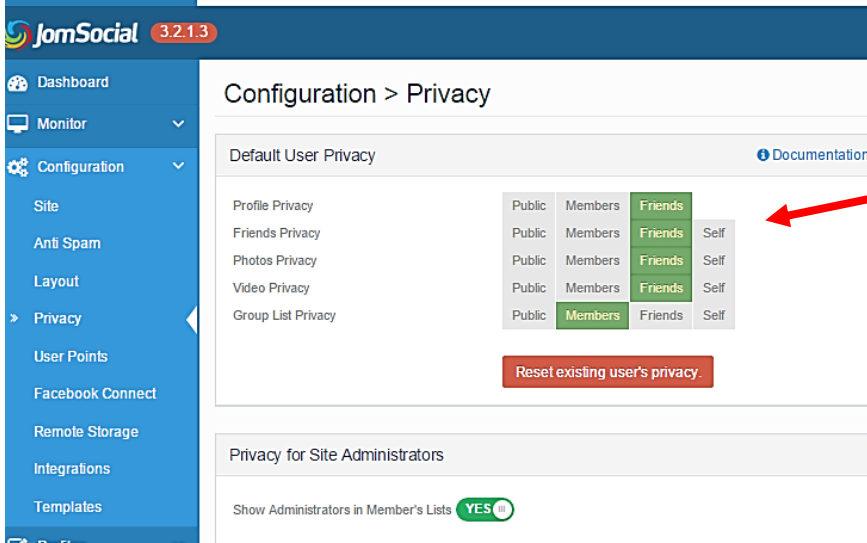 JomSocial 3.2.1.3
Dashboard
Monitor
Configuration
Site
Anti Spam
Layout
Privacy
User Points
Facebook Connect
Remote Storage
Integrations
Templates
Configuration > Privacy
Default User Privacy
Documentation
Profile Privacy Public Members Friends
Friends Privacy Public Members Friends Self
Photos Privacy Public Members Friends Self
Video Privacy Public Members Friends Self
Group List Privacy Public Members Friends Self
Reset existing user's privacy.
Privacy for Site Administrators
Show Administrators in Member's Lists YES